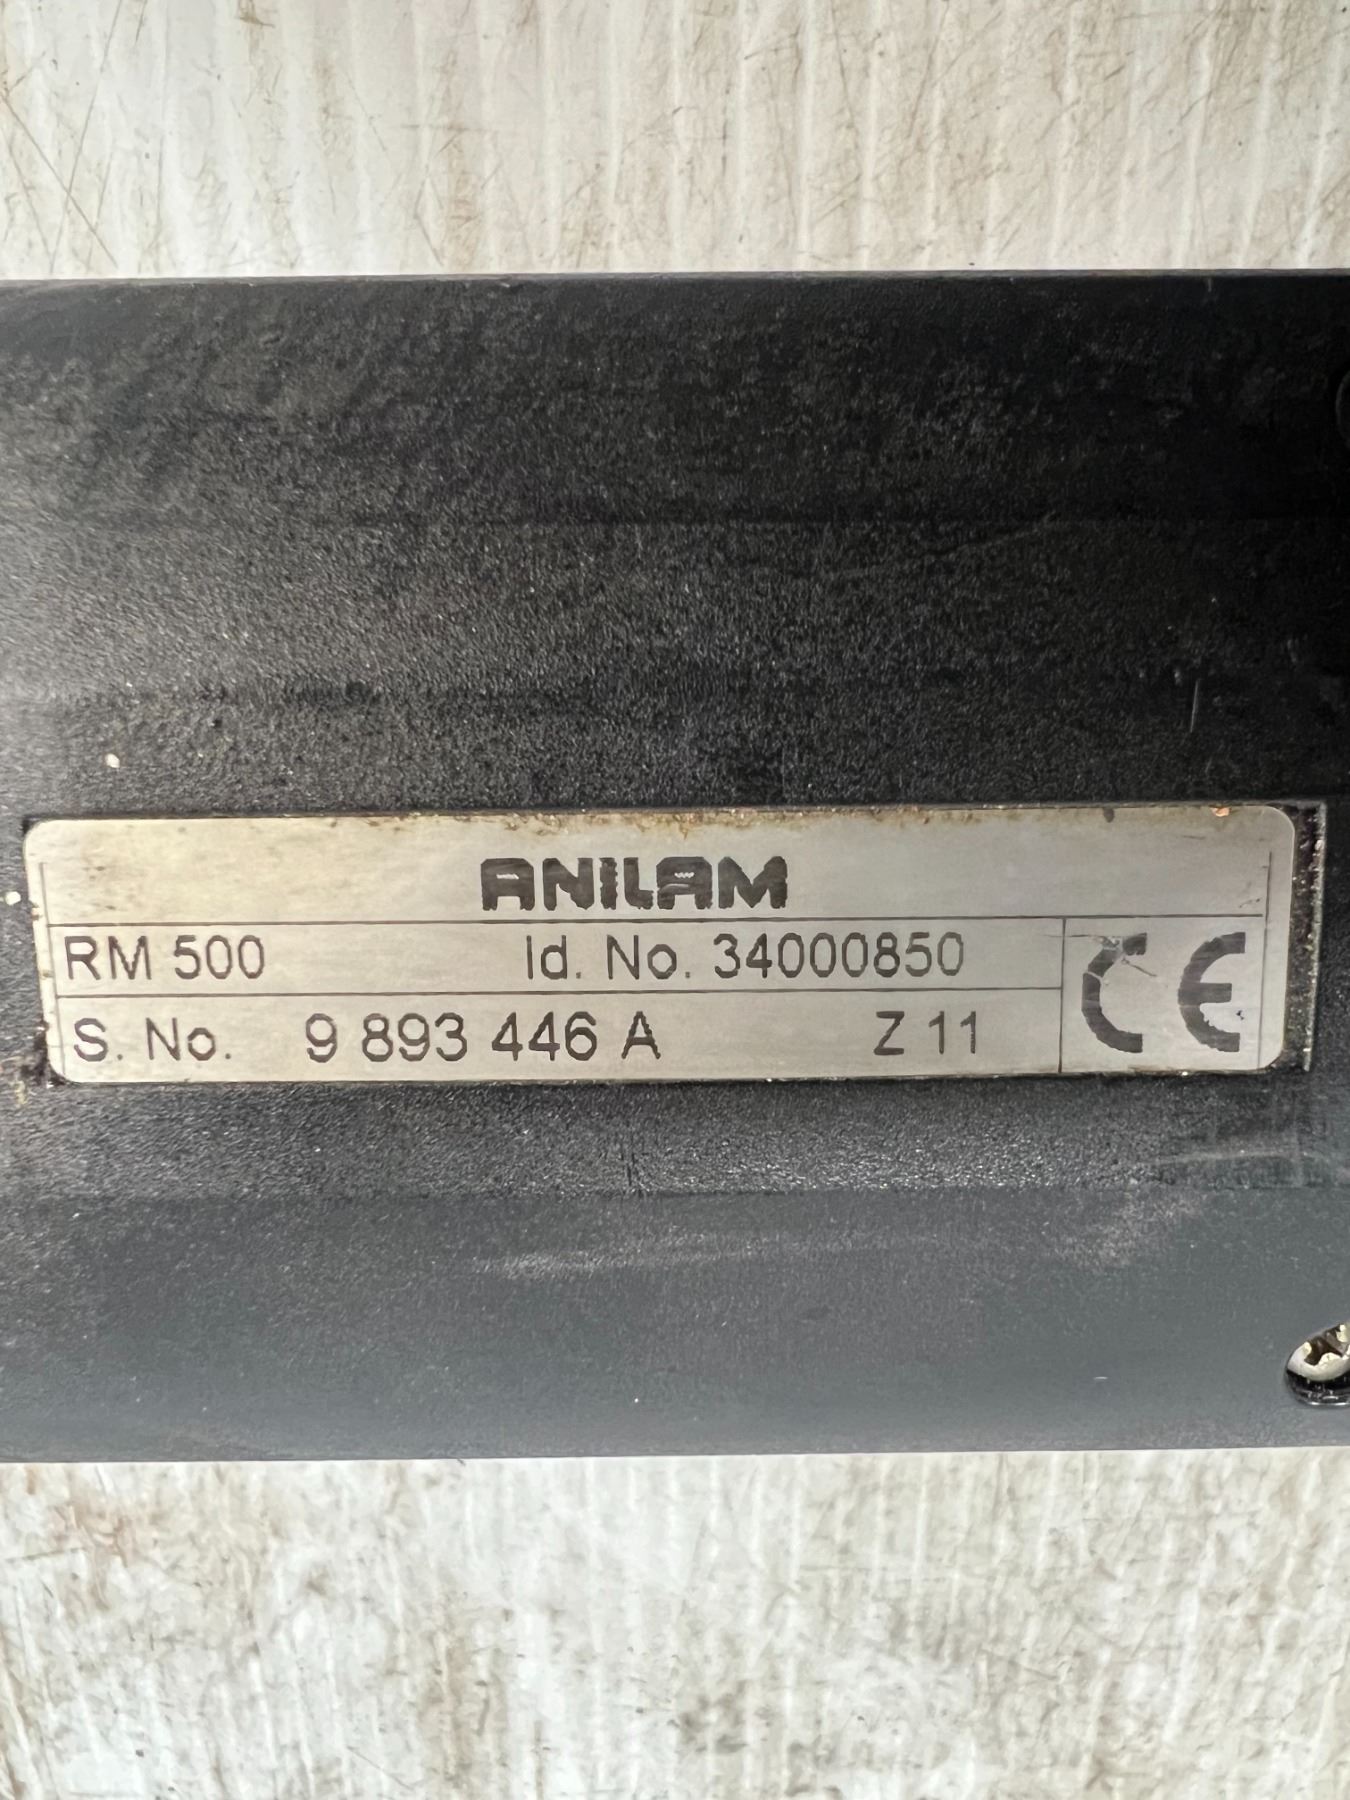 ANILAM
RM 500 Id. No. 34000850
S. No. 9 893 446 A Z 11
CE